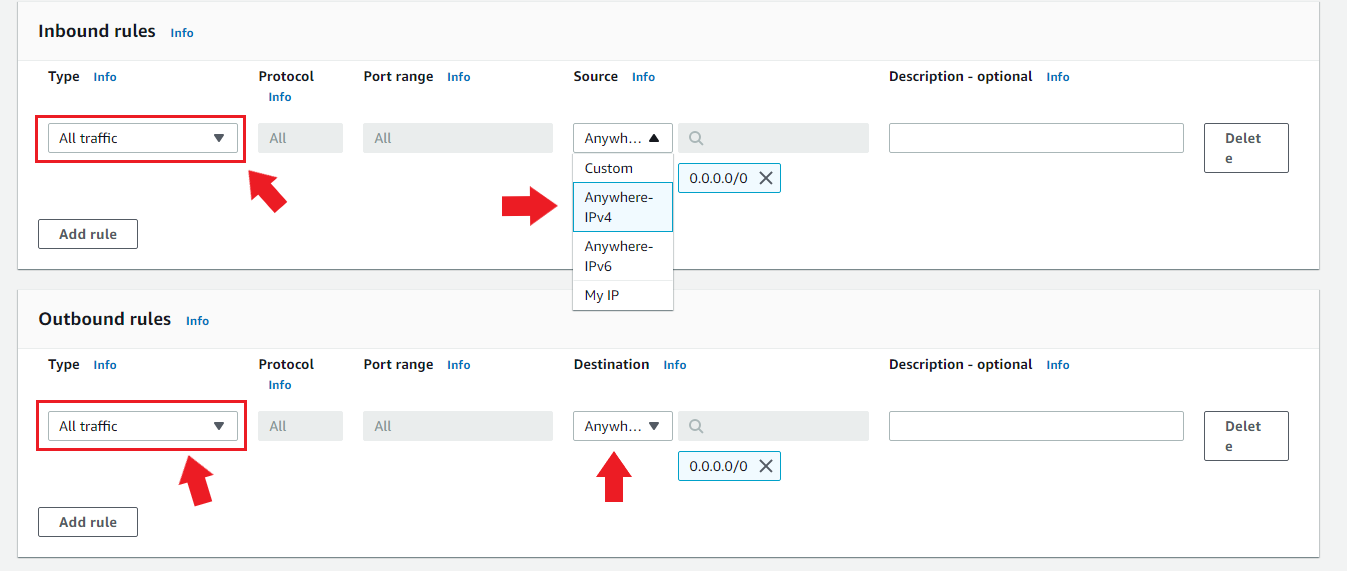 Inbound rules Info
Type Info Protocol Info Port range Info Source Info Description - optional Info
All traffic All All Anywh...
Custom
Anywhere-
IPv4
Anywhere-
IPv6
My IP
0.0.0.0/0
Delet
e
Add rule
Outbound rules Info
Type Info Protocol Info Port range Info Destination Info Description - optional Info
All traffic All All Anywh...
0.0.0.0/0
Delet
e
Add rule